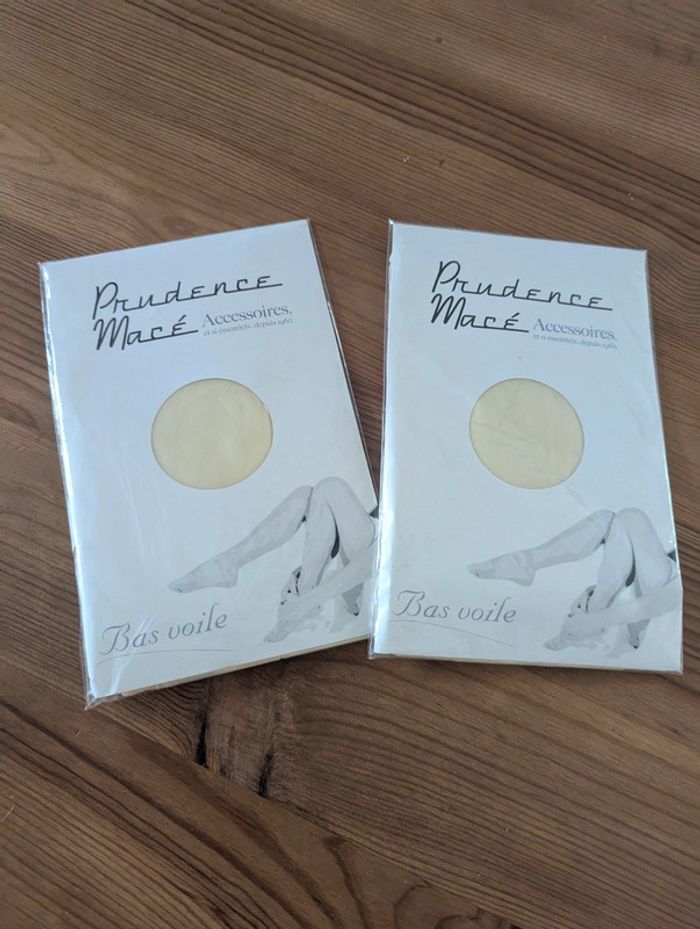 Prudence
Macé Accessoires.
et si essentiels, depuis 1960.
Bas voile
Prudence
Macé Accessoires.
et si essentiels, depuis 1960.
Bas voile